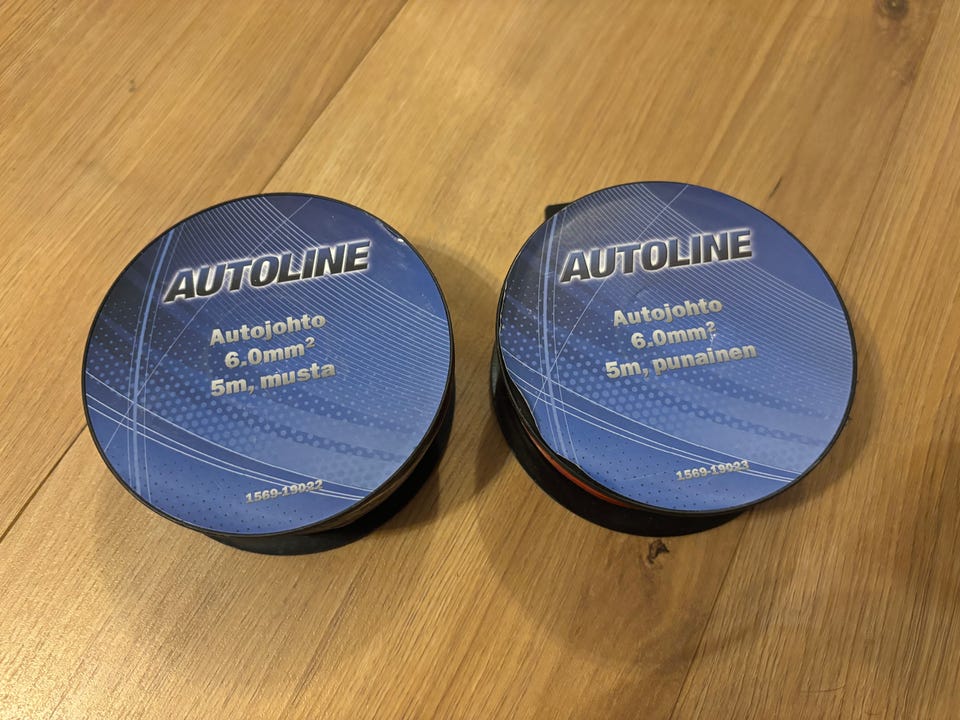 AUTOLINE
Autojohto
6.0mm²
5m, musta
1569-19022
AUTOLINE
Autojohto
6.0mm²
5m, punainen
1569-19023